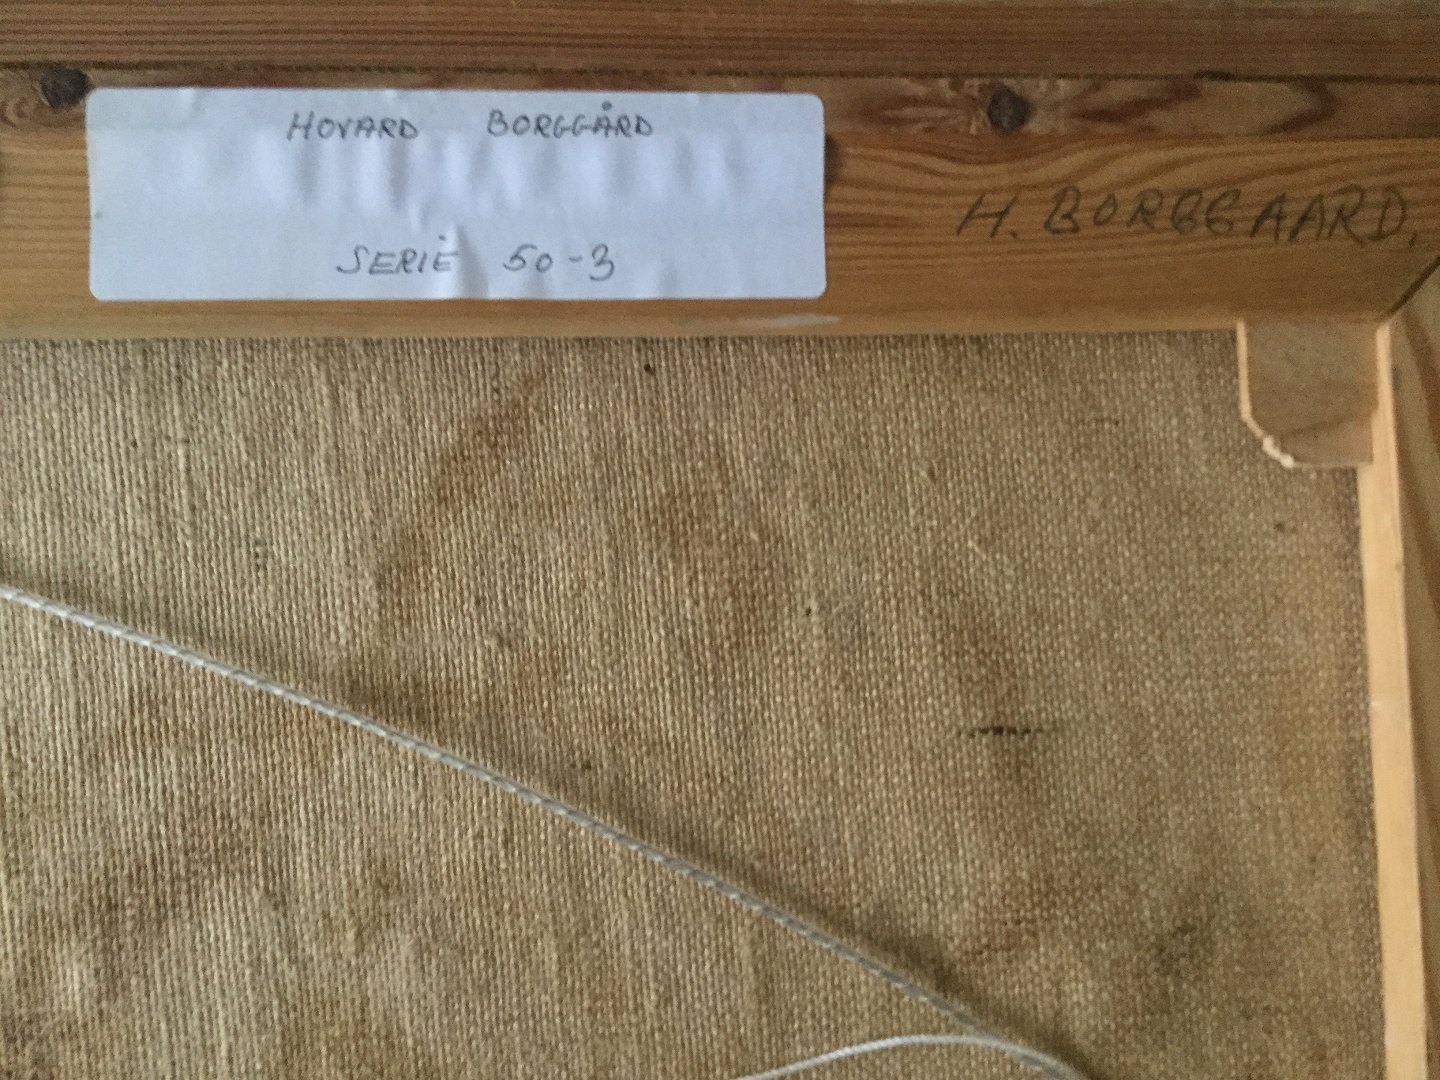 HOVARD BORGGÅRD
SERIE 50-3
H. BORGGAARD.